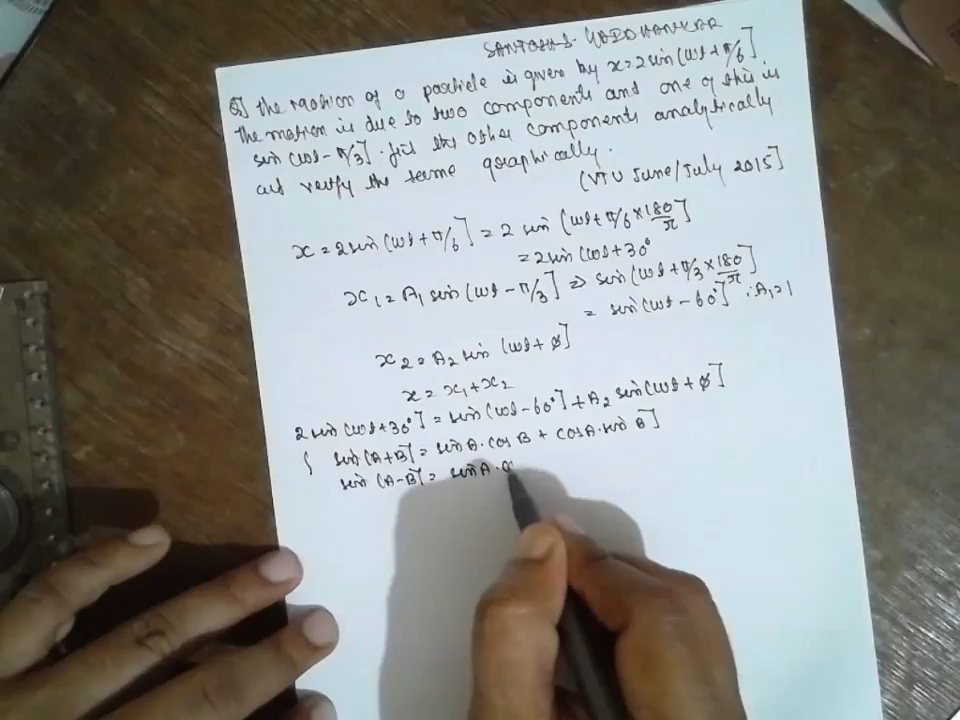 SANTOSH S.
Q] The motion of a particle is given by x = 2 sin (ωt + π/6].
The motion is due to two components and one of this is
sin (ωt - π/3]. find the other components analytically
and verify the same graphically.
(VTU June/July 2015]
x = 2 sin (ωt + π/6] = 2 sin (ωt + π/6 × 180/π]
= 2 sin (ωt + 30°
x1 = A1 sin (ωt - π/3] ⇒ sin (ωt + π/3 × 180/π]
= sin (ωt - 60°] ∴ A1 = 1
x2 = A2 sin (ωt + ø]
x = x1 + x2
2 sin (ωt + 30°] = sin (ωt - 60°] + A2 sin (ωt + ø]
{ sin (A+B] = sin A · cos B + cos A · sin B]
sin (A-B] = sin A · c